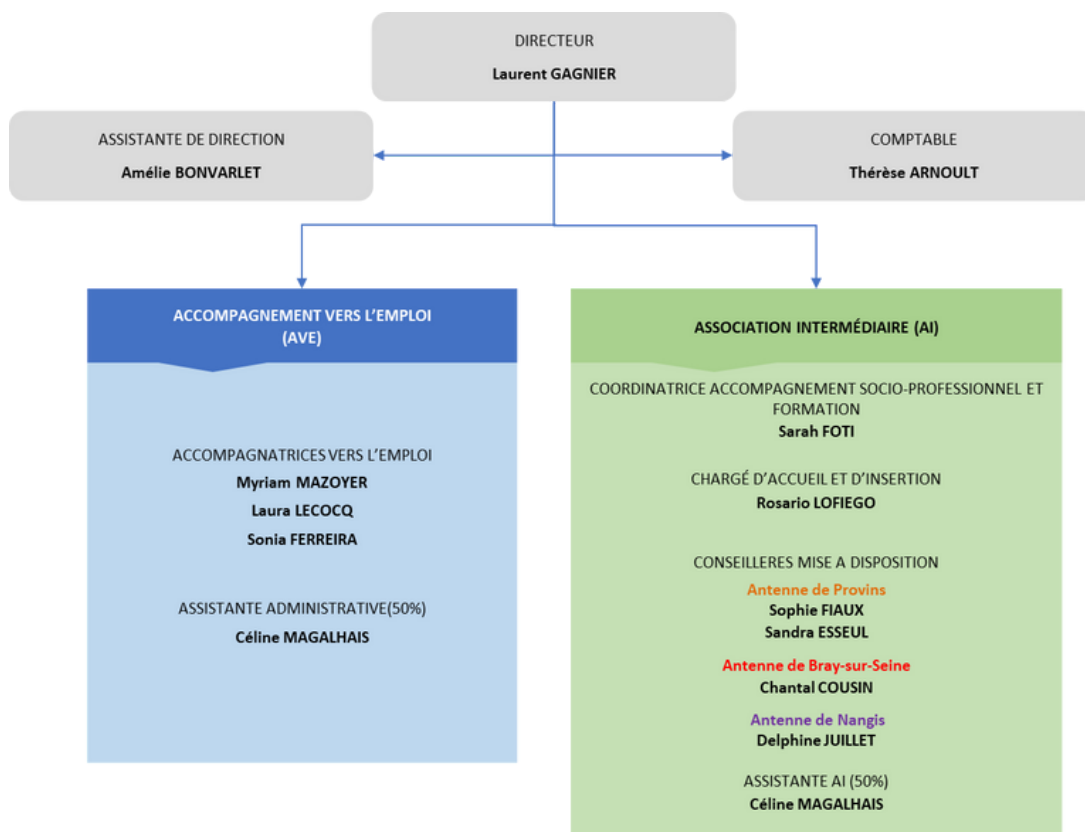 DIRECTEUR
Laurent GAGNIER
ASSISTANTE DE DIRECTION
Amélie BONVARLET
COMPTABLE
Thérèse ARNOULT
ACCOMPAGNEMENT VERS L'EMPLOI
(AVE)
ACCOMPAGNATRICES VERS L'EMPLOI
Myriam MAZOYER
Laura LECOCQ
Sonia FERREIRA
ASSISTANTE ADMINISTRATIVE(50%)
Céline MAGALHAIS
ASSOCIATION INTERMÉDIAIRE (AI)
COORDINATRICE ACCOMPAGNEMENT SOCIO-PROFESSIONNEL ET
FORMATION
Sarah FOTI
CHARGÉ D'ACCUEIL ET D'INSERTION
Rosario LOFIEGO
CONSEILLERES MISE A DISPOSITION
Antenne de Provins
Sophie FIAUX
Sandra ESSEUL
Antenne de Bray-sur-Seine
Chantal COUSIN
Antenne de Nangis
Delphine JUILLET
ASSISTANTE AI (50%)
Céline MAGALHAIS